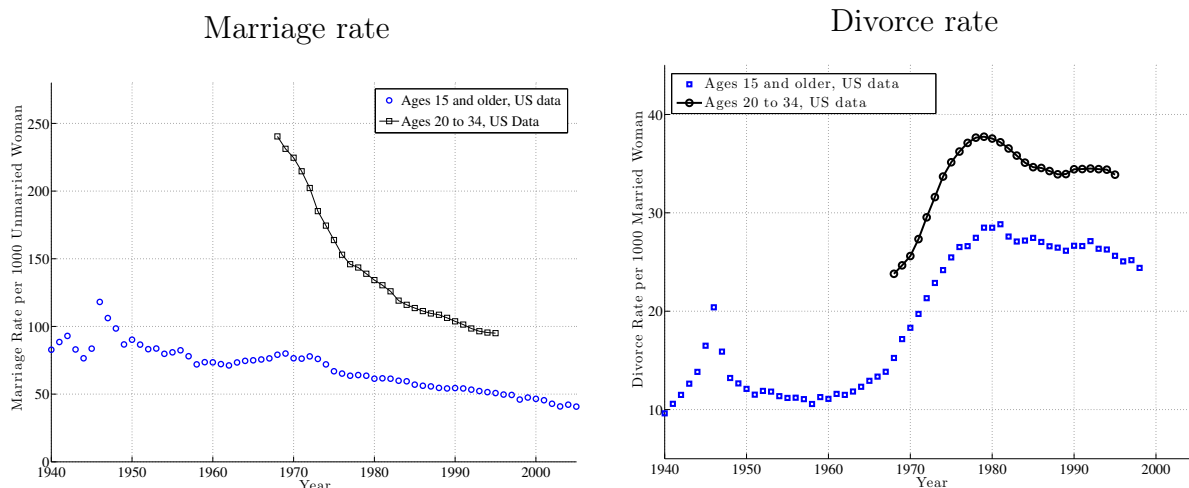 Marriage rate
Marriage Rate per 1000 Unmarried Woman
250
200
150
100
50
0
Ages 15 and older, US data
Ages 20 to 34, US Data
1940 1950 1960 1970 1980 1990 2000
Year
Divorce rate
Divorce Rate per 1000 Married Woman
40
30
20
10
Ages 15 and older, US data
Ages 20 to 34, US data
1940 1950 1960 1970 1980 1990 2000
Year